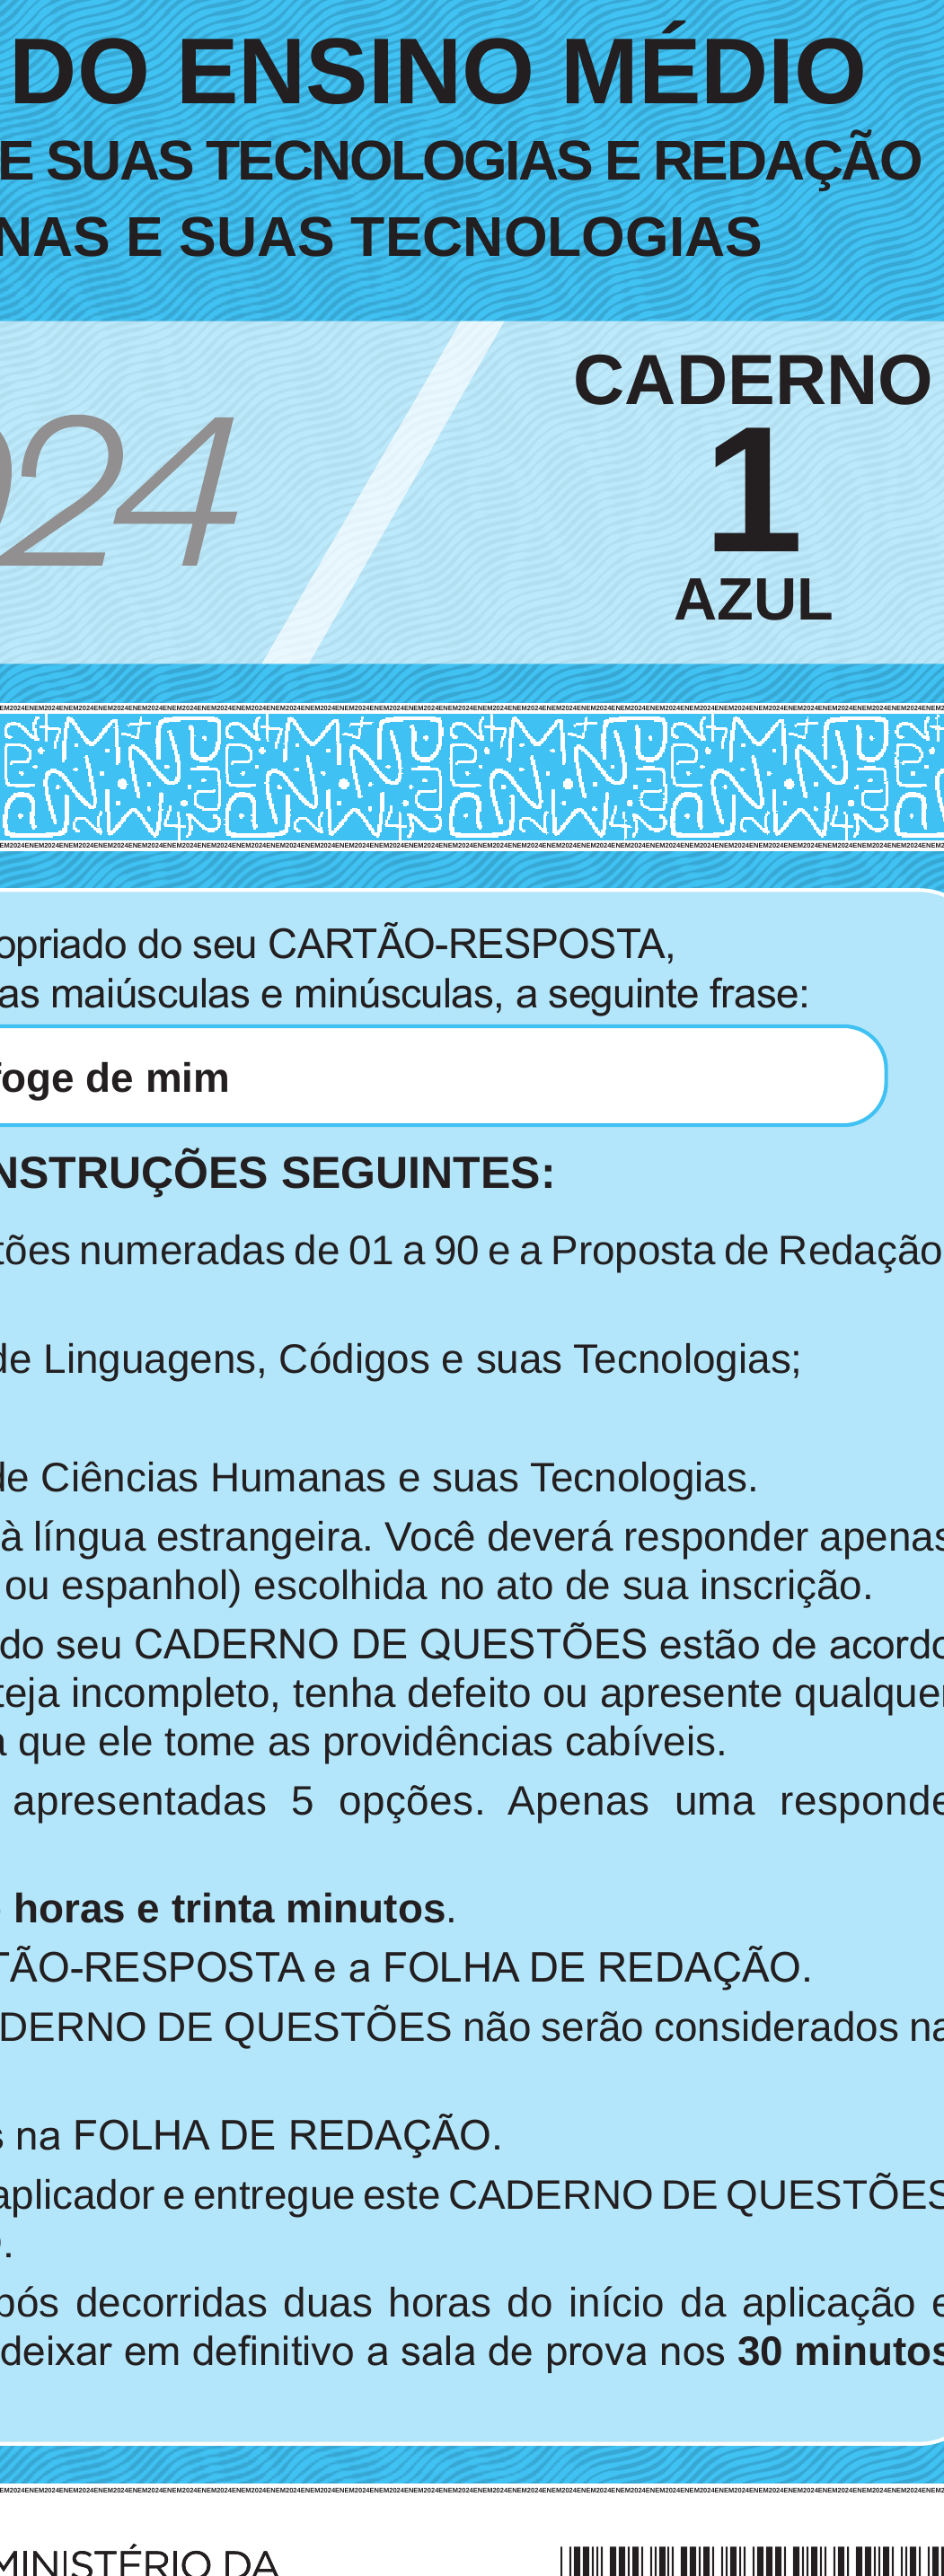 DO ENSINO MÉDIO
E SUAS TECNOLOGIAS E REDAÇÃO
NAS E SUAS TECNOLOGIAS
024
CADERNO
1
AZUL
EM2024ENEM2024ENEM2024ENEM2024ENEM2024ENEM2024ENEM2024ENEM2024ENEM2024ENEM2024ENEM2024ENEM2024ENEM2024ENEM2024ENEM2024ENEM2024ENEM2024ENEM2024ENEM2024ENEM2024ENEM2024ENEM2024ENEM2024ENEM2024ENEM2024ENEM2024ENEM2
EM2024ENEM2024ENEM2024ENEM2024ENEM2024ENEM2024ENEM2024ENEM2024ENEM2024ENEM2024ENEM2024ENEM2024ENEM2024ENEM2024ENEM2024ENEM2024ENEM2024ENEM2024ENEM2024ENEM2024ENEM2024ENEM2024ENEM2024ENEM2024ENEM2024ENEM2024ENEM2
opriado do seu CARTÃO-RESPOSTA,
as maiúsculas e minúsculas, a seguinte frase:
foge de mim
NSTRUÇÕES SEGUINTES:
tões numeradas de 01 a 90 e a Proposta de Redação
de Linguagens, Códigos e suas Tecnologias;
de Ciências Humanas e suas Tecnologias.
à língua estrangeira. Você deverá responder apenas
ou espanhol) escolhida no ato de sua inscrição.
do seu CADERNO DE QUESTÕES estão de acordo
teja incompleto, tenha defeito ou apresente qualquer
a que ele tome as providências cabíveis.
apresentadas 5 opções. Apenas uma responde
horas e trinta minutos.
TÃO-RESPOSTA e a FOLHA DE REDAÇÃO.
DERNO DE QUESTÕES não serão considerados na
s na FOLHA DE REDAÇÃO.
aplicador e entregue este CADERNO DE QUESTÕES
.
pós decorridas duas horas do início da aplicação e
deixar em definitivo a sala de prova nos 30 minutos
EM2024ENEM2024ENEM2024ENEM2024ENEM2024ENEM2024ENEM2024ENEM2024ENEM2024ENEM2024ENEM2024ENEM2024ENEM2024ENEM2024ENEM2024ENEM2024ENEM2024ENEM2024ENEM2024ENEM2024ENEM2024ENEM2024ENEM2024ENEM2024ENEM2024ENEM2024ENEM2
MINISTÉRIO DA